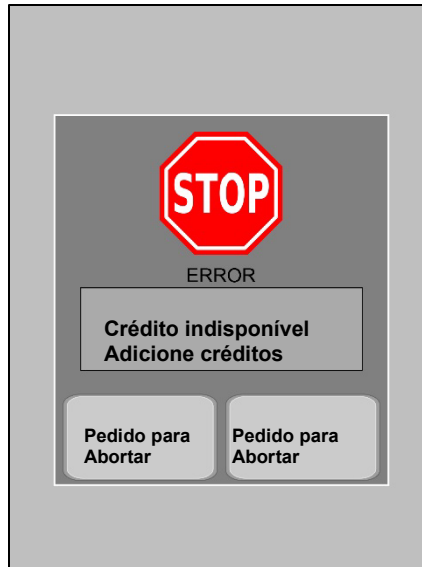 STOP
ERROR
Crédito indisponível
Adicione créditos
Pedido para
Abortar
Pedido para
Abortar